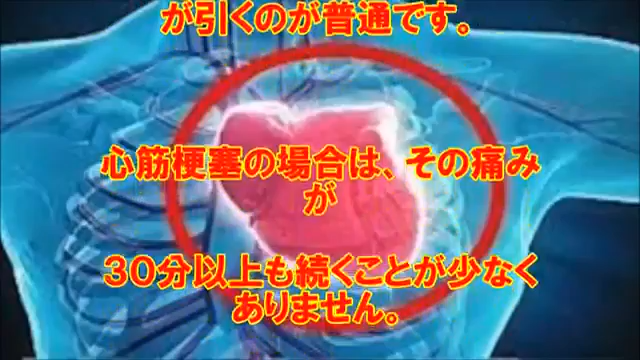 が引くのが普通です。
心筋梗塞の場合は、その痛み
が
３０分以上も続くことが少なく
ありません。